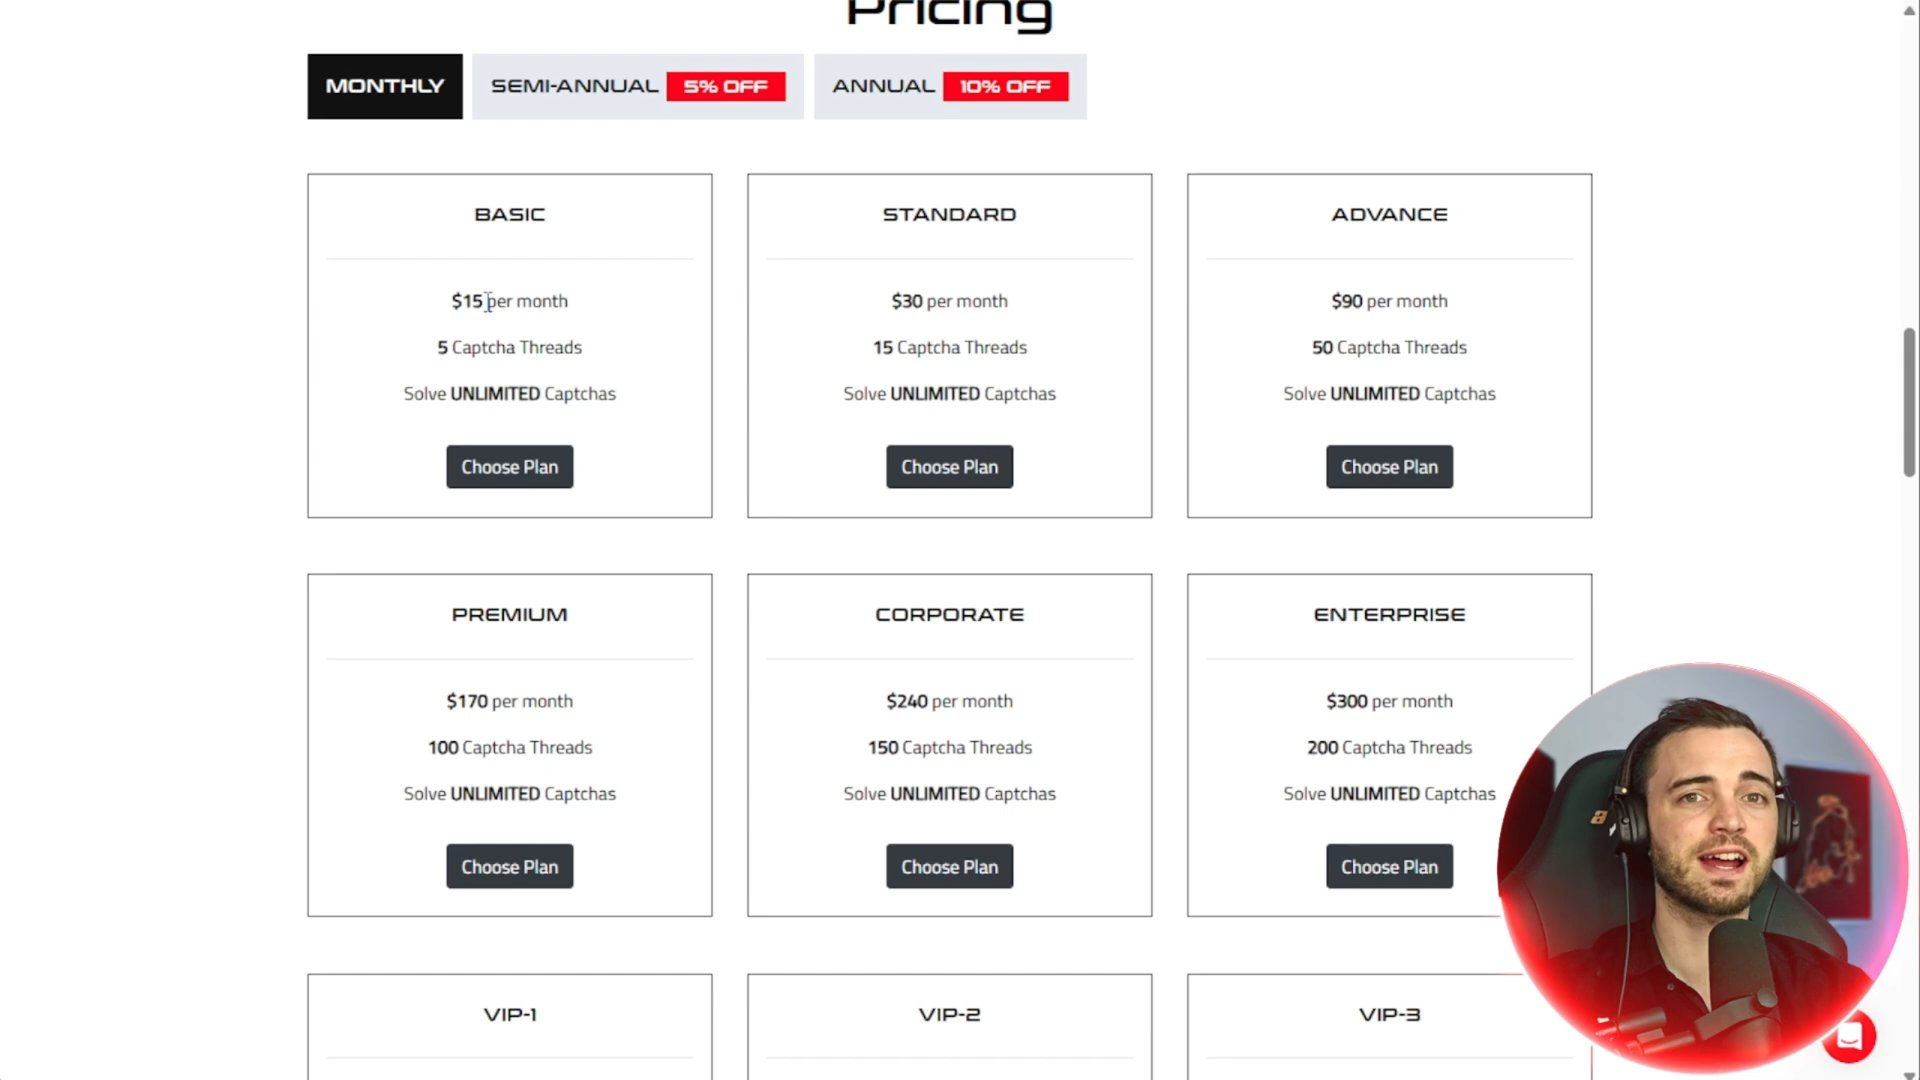 Pricing
MONTHLY
SEMI-ANNUAL 5% OFF
ANNUAL 10% OFF
BASIC
$15 per month
5 Captcha Threads
Solve UNLIMITED Captchas
Choose Plan
STANDARD
$30 per month
15 Captcha Threads
Solve UNLIMITED Captchas
Choose Plan
ADVANCE
$90 per month
50 Captcha Threads
Solve UNLIMITED Captchas
Choose Plan
PREMIUM
$170 per month
100 Captcha Threads
Solve UNLIMITED Captchas
Choose Plan
CORPORATE
$240 per month
150 Captcha Threads
Solve UNLIMITED Captchas
Choose Plan
ENTERPRISE
$300 per month
200 Captcha Threads
Solve UNLIMITED Captchas
Choose Plan
VIP-1
VIP-2
VIP-3